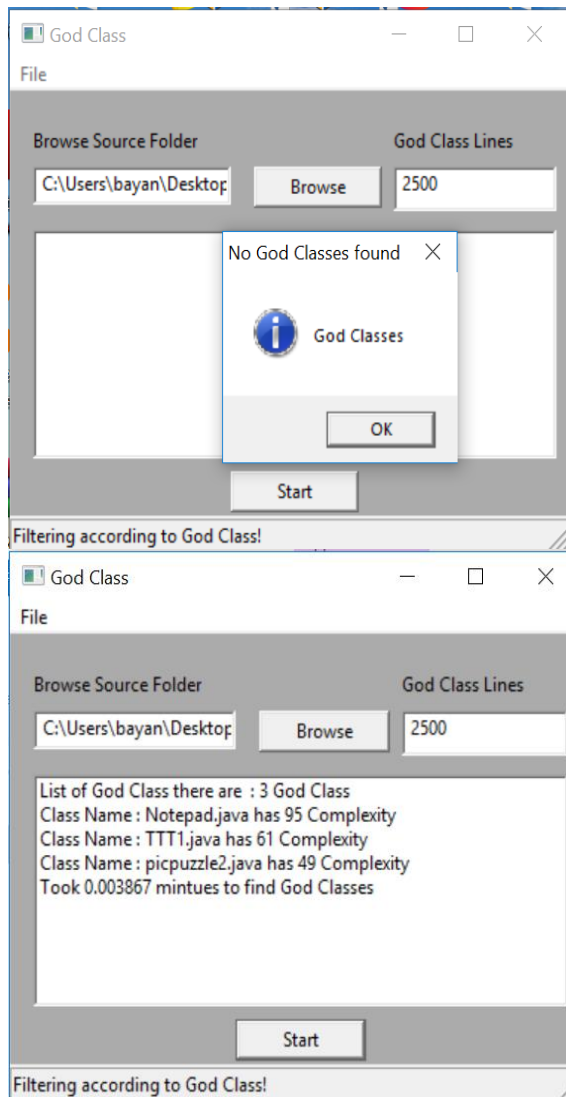 God Class
File
Browse Source Folder God Class Lines
C:\Users\bayan\Desktop Browse 2500
No God Classes found
God Classes
OK
Start
Filtering according to God Class!
God Class
File
Browse Source Folder God Class Lines
C:\Users\bayan\Desktop Browse 2500
List of God Class there are : 3 God Class
Class Name : Notepad.java has 95 Complexity
Class Name : TTT1.java has 61 Complexity
Class Name : picpuzzle2.java has 49 Complexity
Took 0.003867 mintues to find God Classes
Start
Filtering according to God Class!